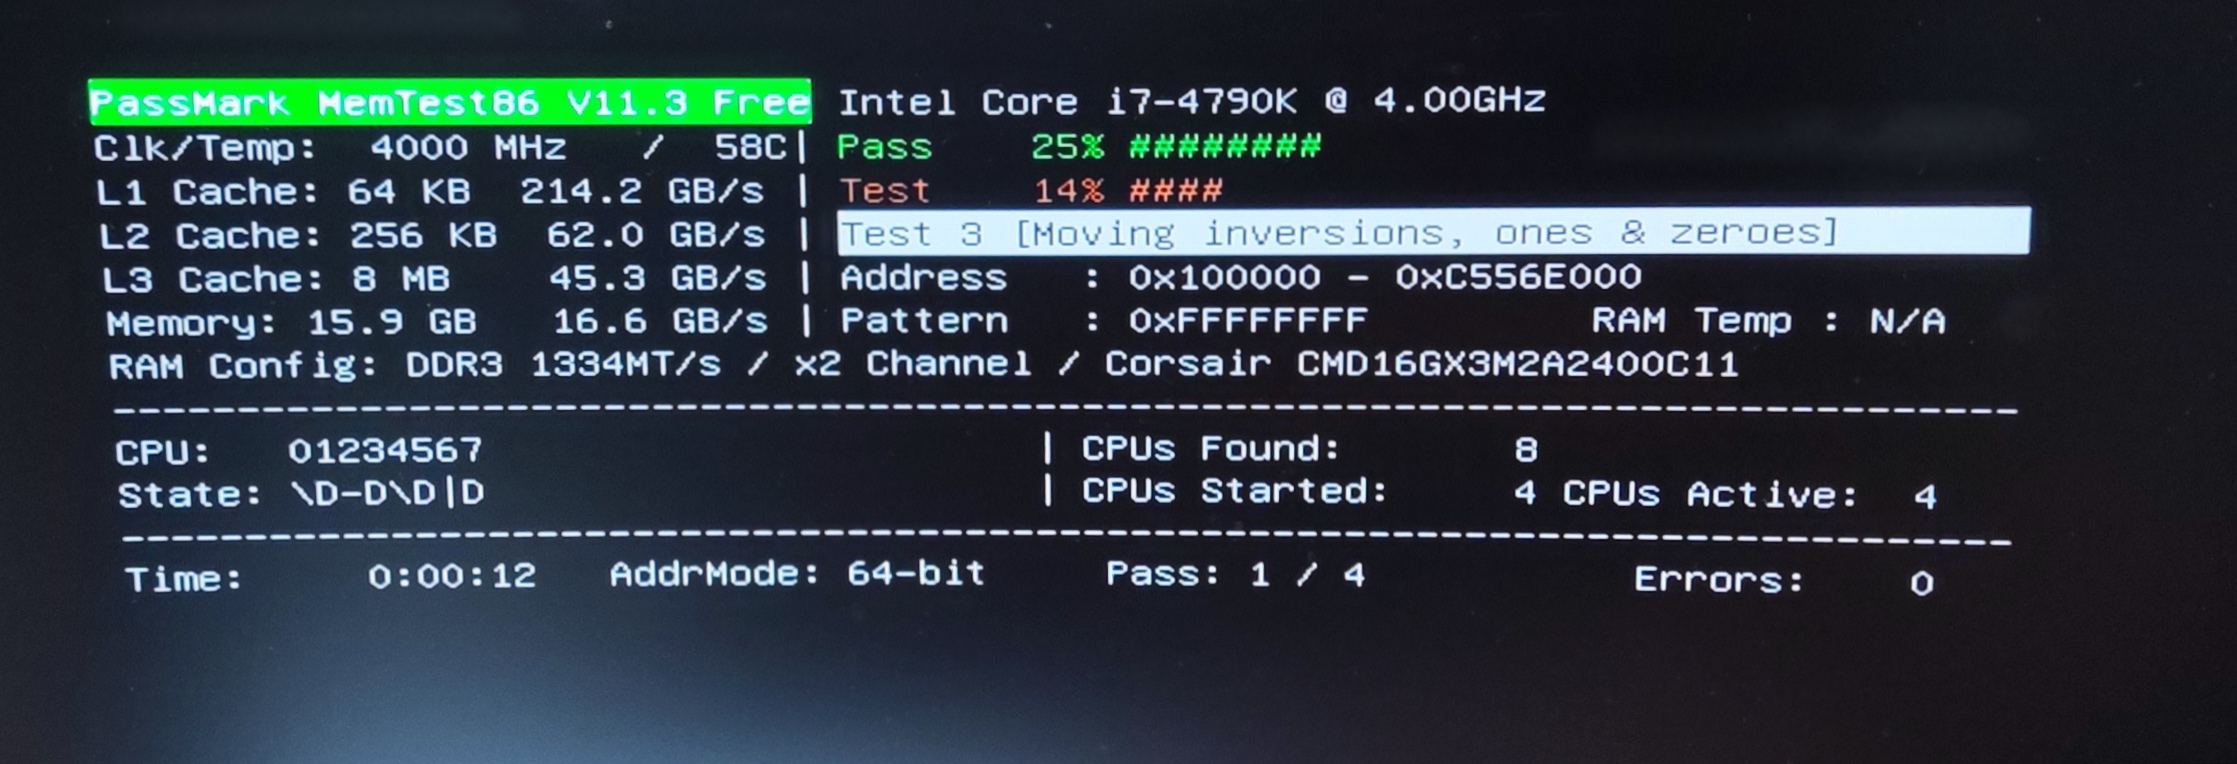 PassMark MemTest86 V11.3 Free Intel Core i7-4790K @ 4.00GHz
Clk/Temp: 4000 MHz / 58C| Pass 25% ########
L1 Cache: 64 KB 214.2 GB/s | Test 14% ####
L2 Cache: 256 KB 62.0 GB/s | Test 3 [Moving inversions, ones & zeroes]
L3 Cache: 8 MB 45.3 GB/s | Address : 0x100000 - 0xC556E000
Memory: 15.9 GB 16.6 GB/s | Pattern : 0xFFFFFFFF RAM Temp : N/A
RAM Config: DDR3 1334MT/s / x2 Channel / Corsair CMD16GX3M2A2400C11
CPU: 01234567 | CPUs Found: 8
State: \D-D\D|D | CPUs Started: 4 CPUs Active: 4
Time: 0:00:12 AddrMode: 64-bit Pass: 1 / 4 Errors: 0